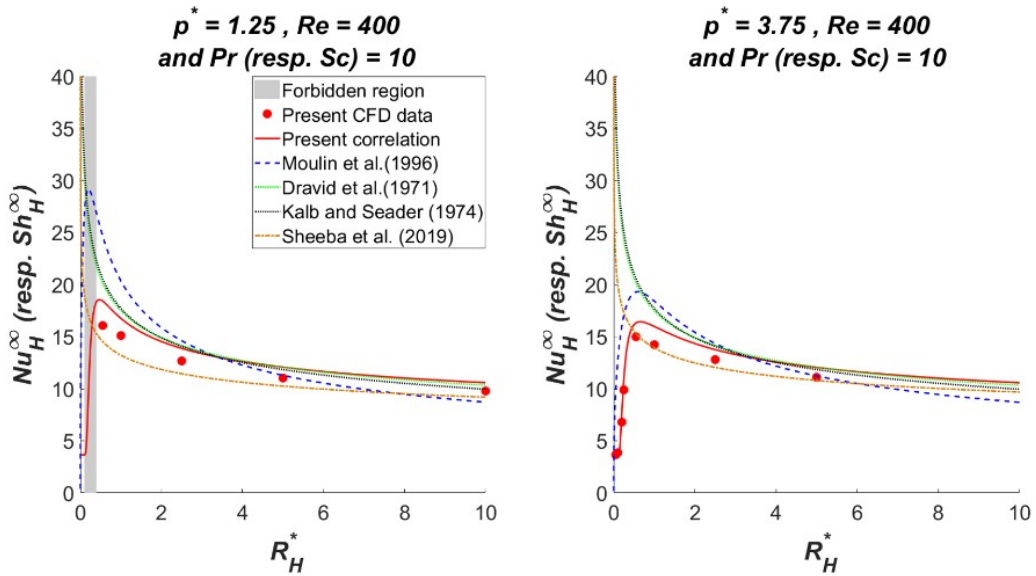 p* = 1.25 , Re = 400
and Pr (resp. Sc) = 10
40
35
30
25
20
15
10
5
0
Nu_H^∞ (resp. Sh_H^∞)
0
2
4
6
8
10
R_H^*
Forbidden region
Present CFD data
Present correlation
Moulin et al.(1996)
Dravid et al.(1971)
Kalb and Seader (1974)
Sheeba et al. (2019)
p* = 3.75 , Re = 400
and Pr (resp. Sc) = 10
40
35
30
25
20
15
10
5
0
Nu_H^∞ (resp. Sh_H^∞)
0
2
4
6
8
10
R_H^*